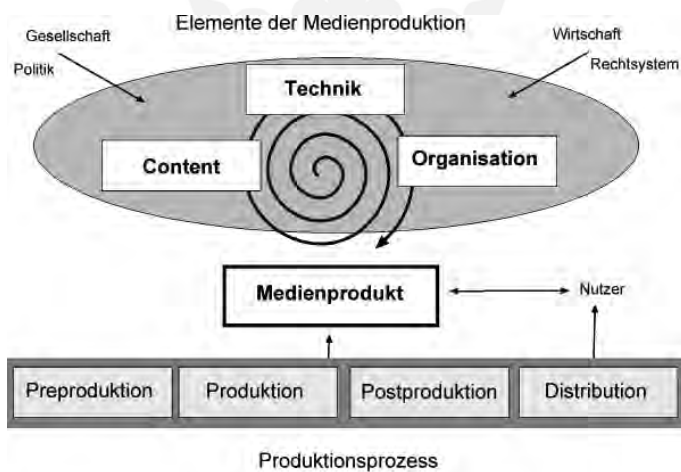 Elemente der Medienproduktion
Gesellschaft
Wirtschaft
Politik
Rechtsystem
Technik
Content
Organisation
Medienprodukt
Nutzer
Preproduktion
Produktion
Postproduktion
Distribution
Produktionsprozess